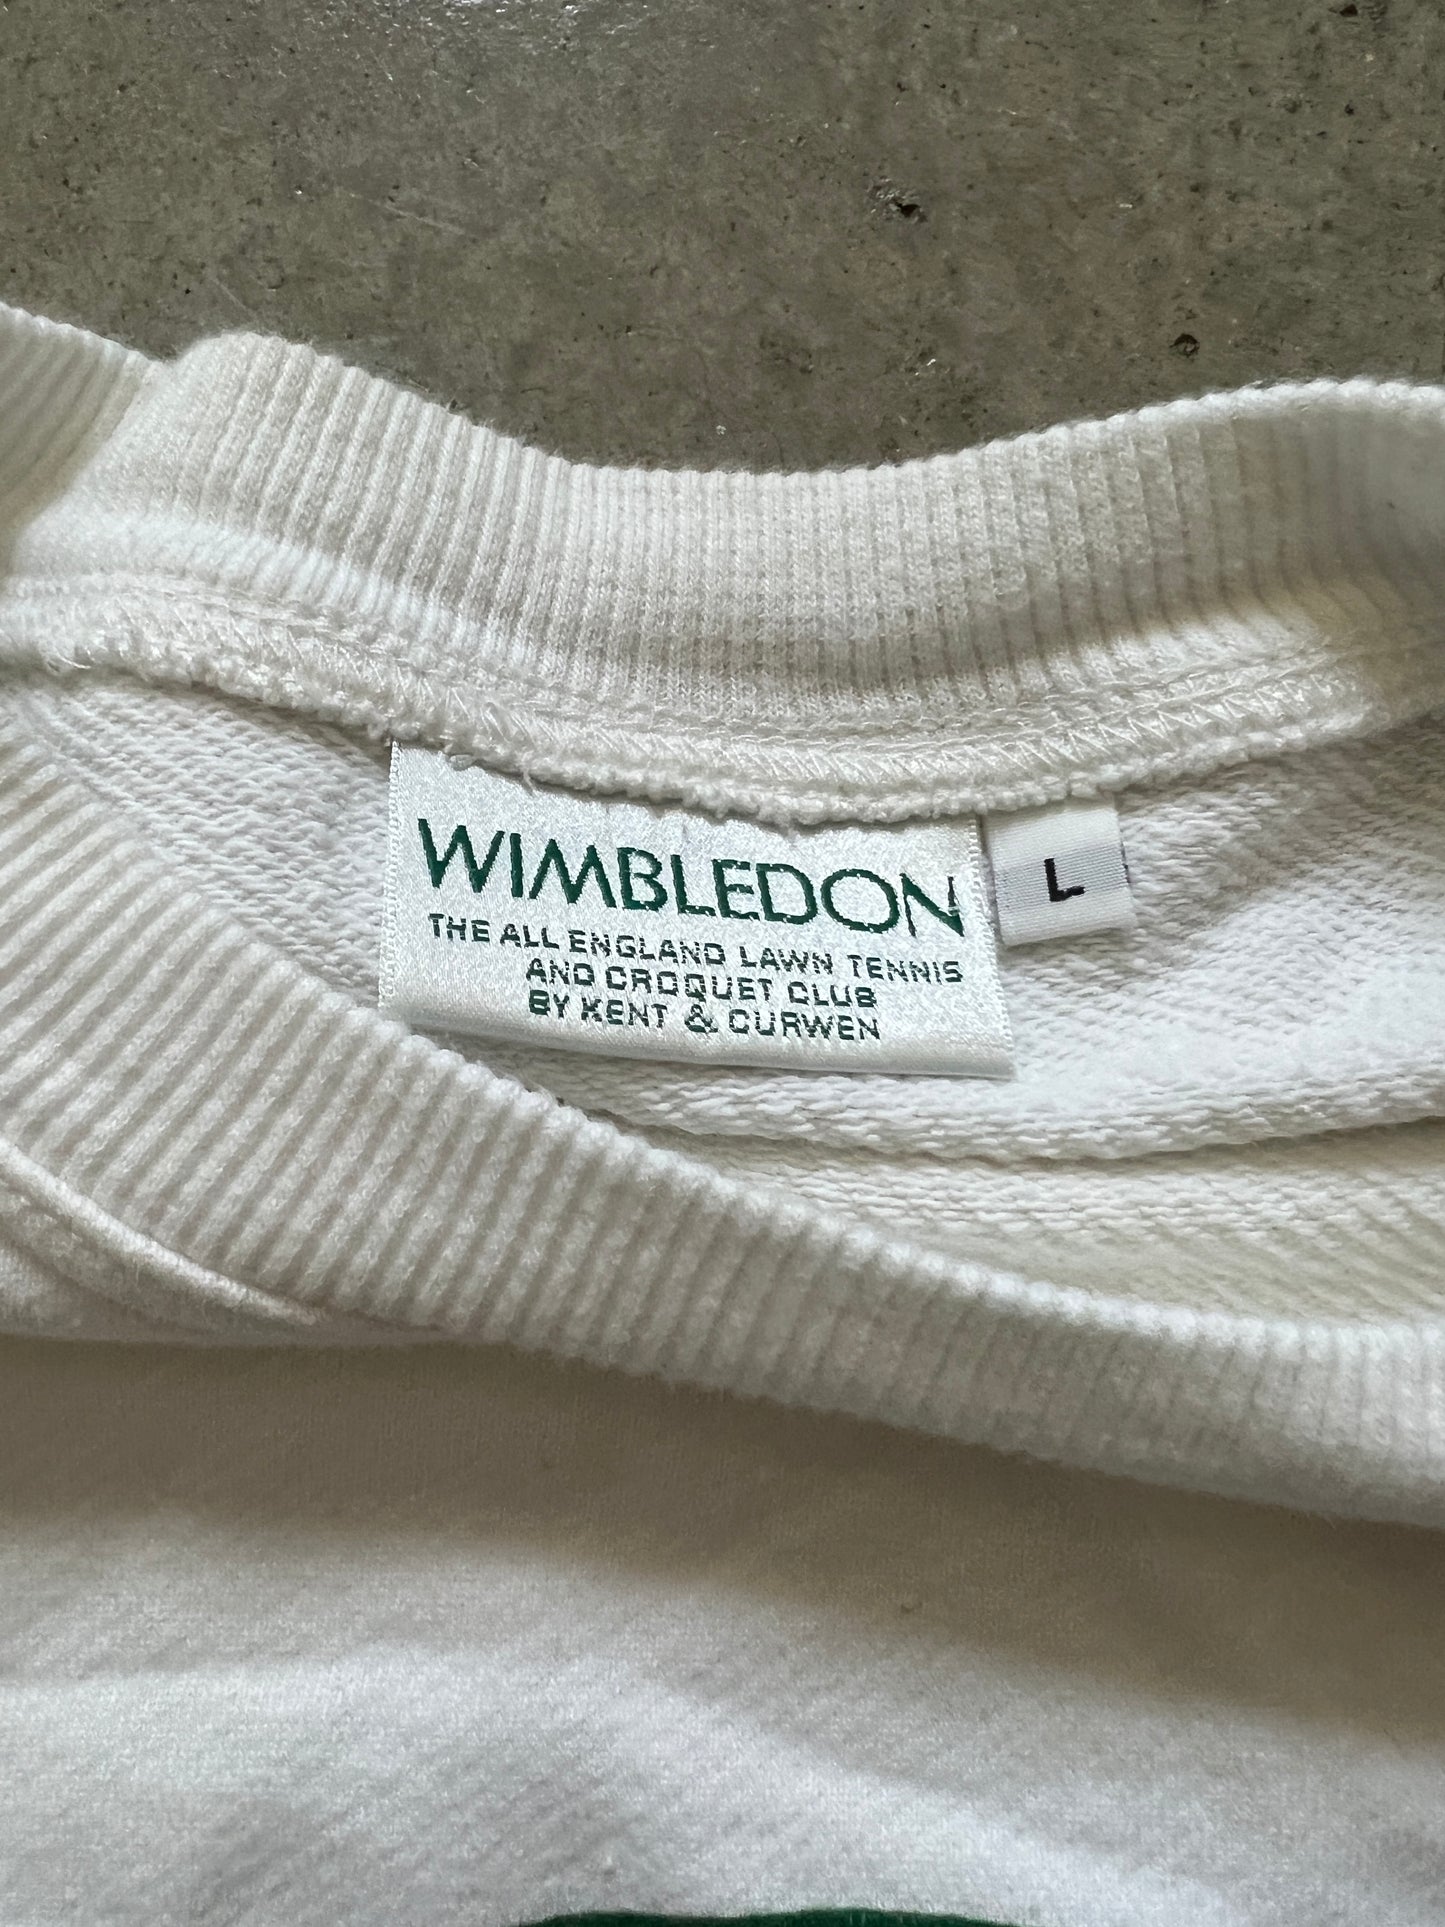 WIMBLEDON
THE ALL ENGLAND LAWN TENNIS
AND CROQUET CLUB
BY KENT & CURWEN
L